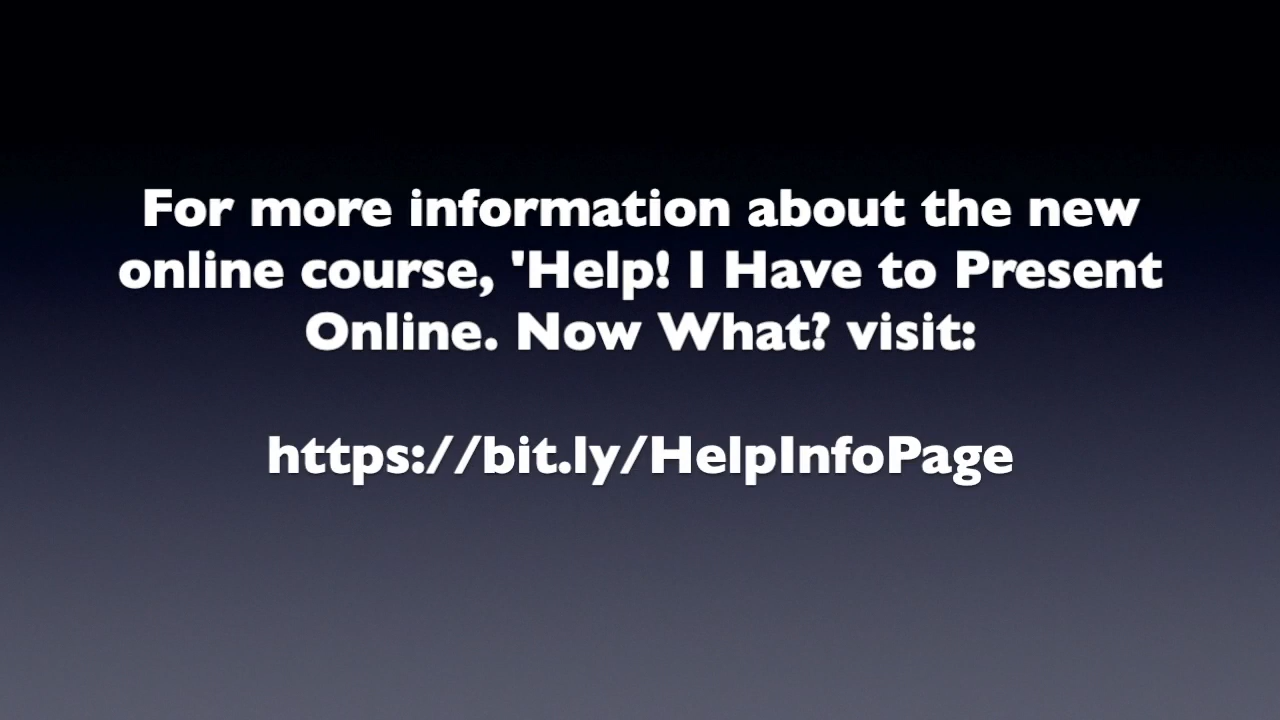 For more information about the new
online course, 'Help! I Have to Present
Online. Now What? visit:
https://bit.ly/HelpInfoPage